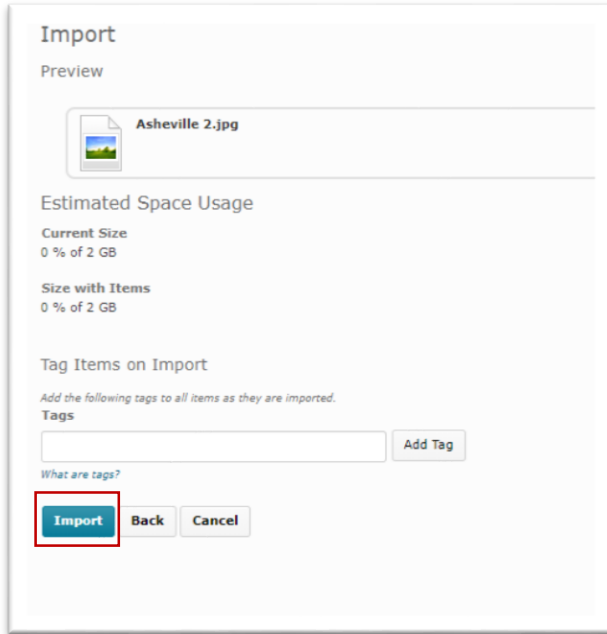 Import
Preview
Asheville 2.jpg
Estimated Space Usage
Current Size
0 % of 2 GB
Size with Items
0 % of 2 GB
Tag Items on Import
Add the following tags to all items as they are imported.
Tags
Add Tag
What are tags?
Import Back Cancel